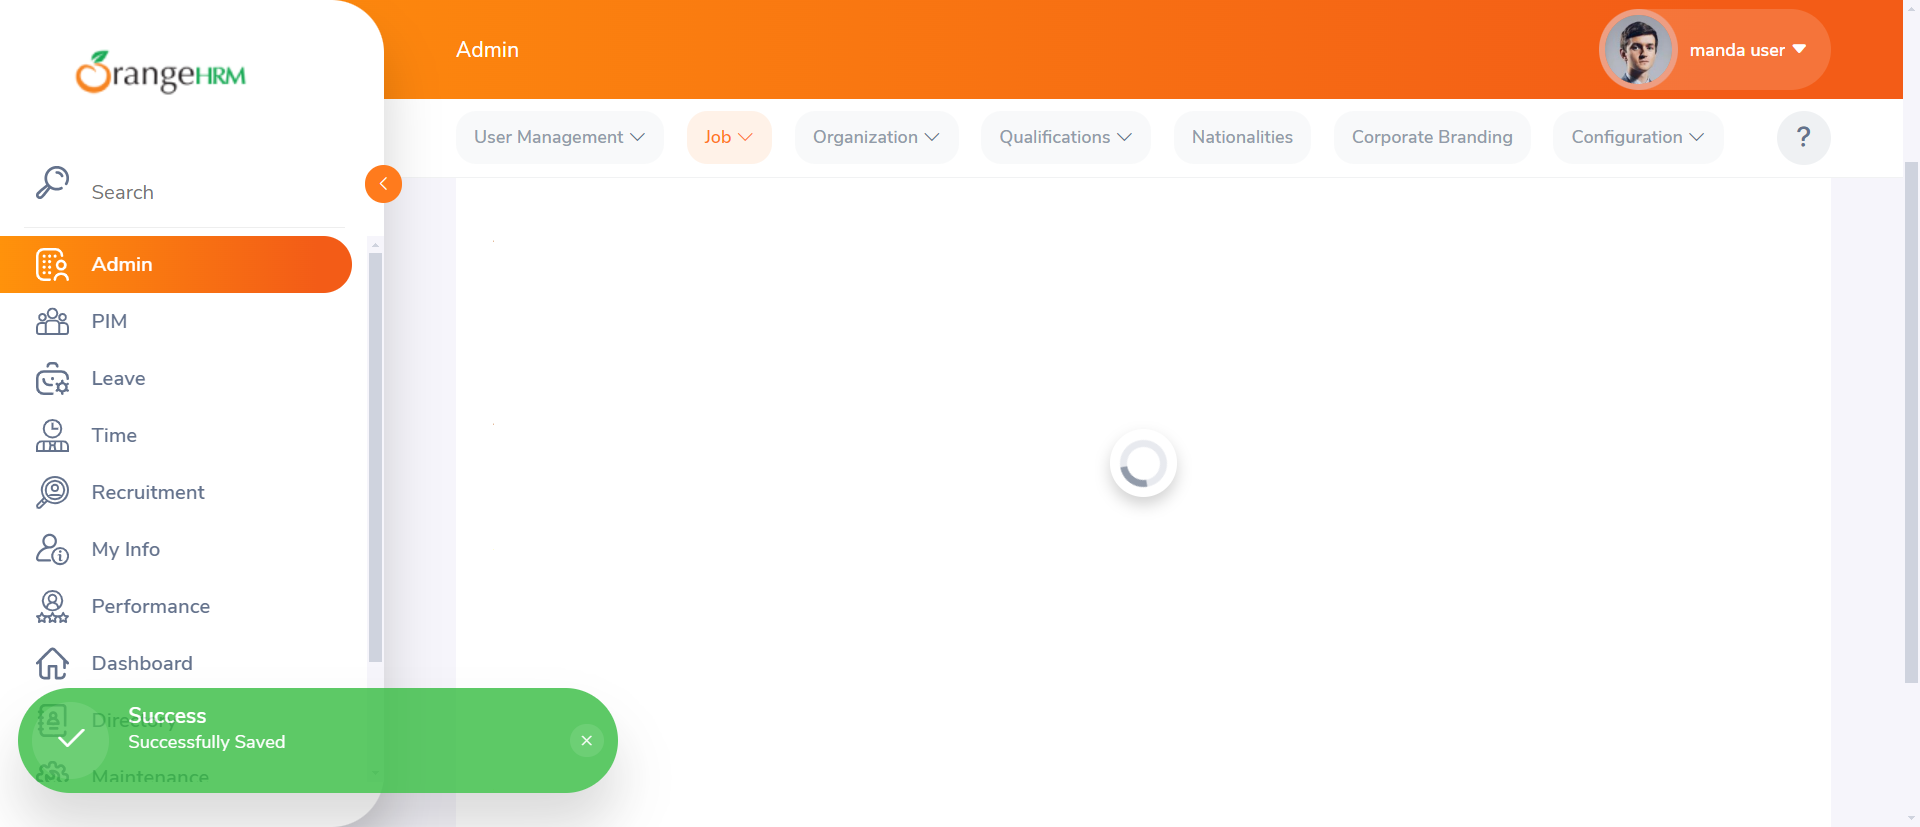 OrangeHRM
Admin
manda user
User Management
Job
Organization
Qualifications
Nationalities
Corporate Branding
Configuration
?
Search
Admin
PIM
Leave
Time
Recruitment
My Info
Performance
Dashboard
Directory
Maintenance
Success
Successfully Saved